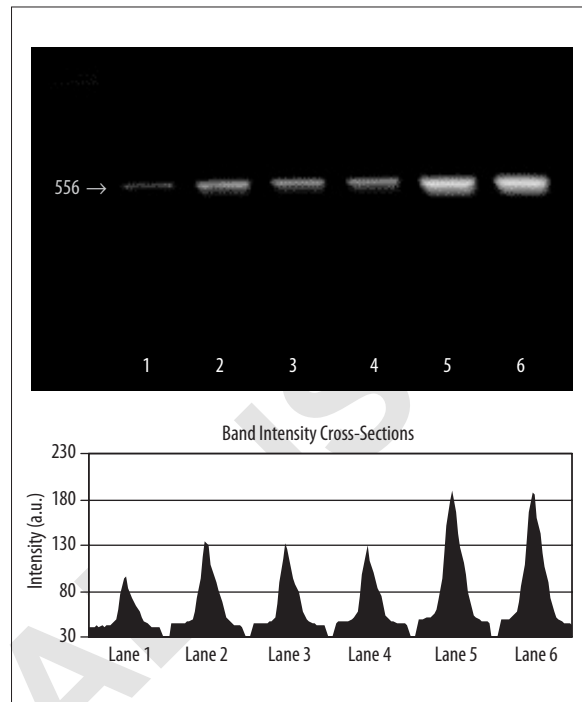 556 →
1 2 3 4 5 6
Band Intensity Cross-Sections
Intensity (a.u.)
230
180
130
80
30
Lane 1 Lane 2 Lane 3 Lane 4 Lane 5 Lane 6